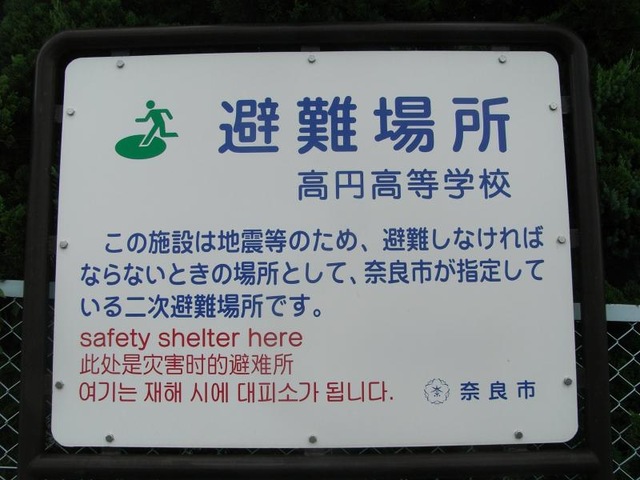 避難場所
高円高等学校
この施設は地震等のため、避難しなければ
ならないときの場所として、奈良市が指定して
いる二次避難場所です。
safety shelter here
此处是灾害时的避难所
여기는 재해 시에 대피소가 됩니다.
奈良市